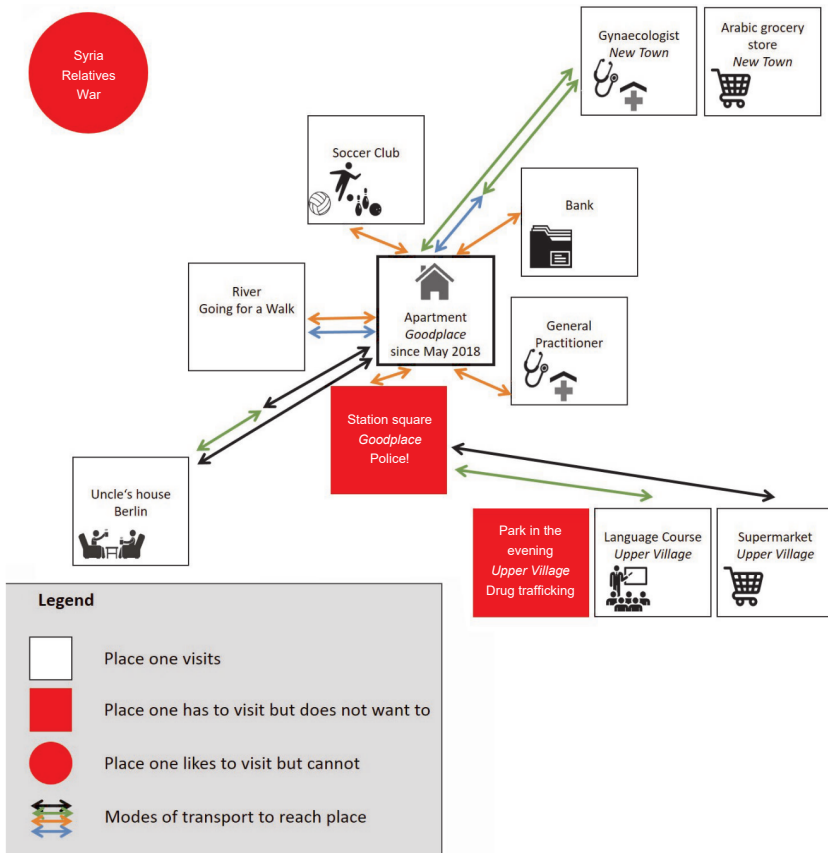 Syria
Relatives
War
Gynaecologist
New Town
Arabic grocery
store
New Town
Soccer Club
Bank
River
Going for a Walk
Apartment
Goodplace
since May 2018
General
Practitioner
Station square
Goodplace
Police!
Uncle's house
Berlin
Park in the
evening
Upper Village
Drug trafficking
Language Course
Upper Village
Supermarket
Upper Village
Legend
Place one visits
Place one has to visit but does not want to
Place one likes to visit but cannot
Modes of transport to reach place